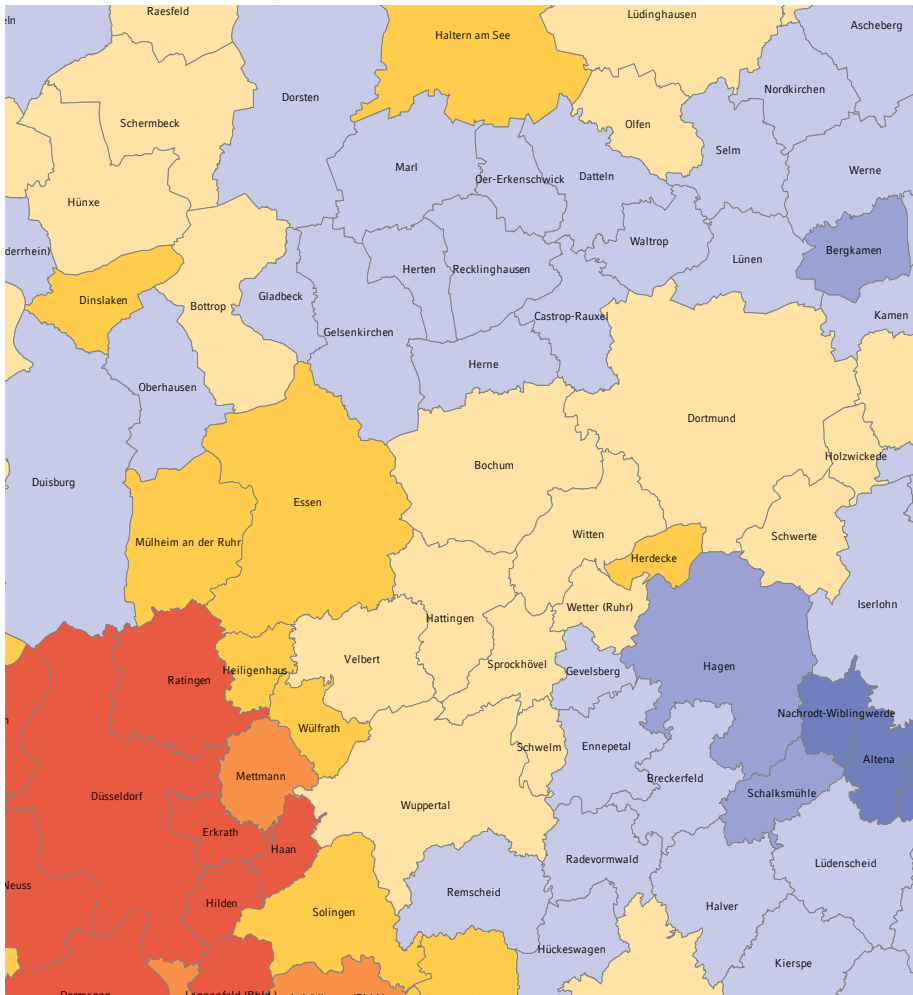 Raesfeld
Lüdinghausen
Ascheberg
Haltern am See
Nordkirchen
Dorsten
Schermbeck
Olfen
Selm
Marl
Oer-Erkenschwick
Datteln
Werne
Hünxe
derrhein)
Waltrop
Bergkamen
Lünen
Herten
Recklinghausen
Gladbeck
Dinslaken
Bottrop
Castrop-Rauxel
Kamen
Gelsenkirchen
Herne
Oberhausen
Dortmund
Holzwickede
Bochum
Duisburg
Essen
Witten
Schwerte
Mülheim an der Ruhr
Herdecke
Iserlohn
Wetter (Ruhr)
Hattingen
Velbert
Sprockhövel
Hagen
Heiligenhaus
Gevelsberg
Ratingen
Nachrodt-Wiblingwerde
Wülfrath
Schwelm
Ennepetal
Altena
Mettmann
Breckerfeld
Düsseldorf
Schalksmühle
Wuppertal
Erkrath
Haan
Radevormwald
Lüdenscheid
Neuss
Remscheid
Hilden
Halver
Solingen
Hückeswagen
Kierspe
Dormagen